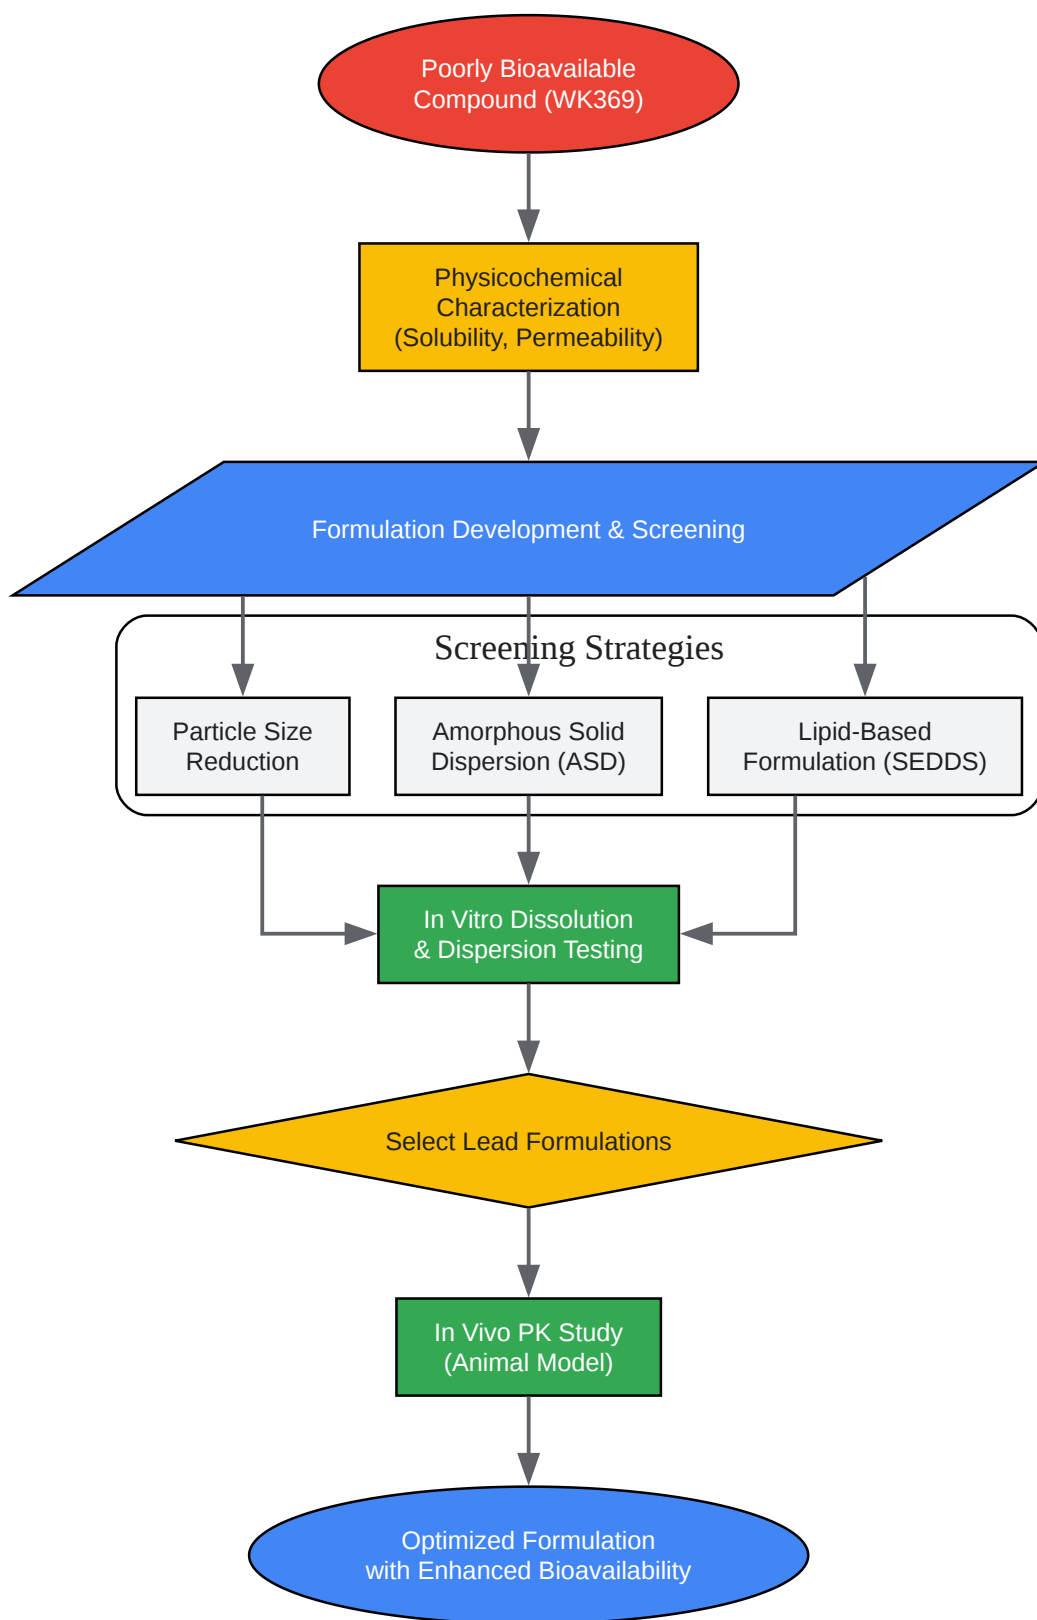 Poorly Bioavailable
Compound (WK369)
Physicochemical
Characterization
(Solubility, Permeability)
Formulation Development & Screening
Screening Strategies
Particle Size
Reduction
Amorphous Solid
Dispersion (ASD)
Lipid-Based
Formulation (SEDDS)
In Vitro Dissolution
& Dispersion Testing
Select Lead Formulations
In Vivo PK Study
(Animal Model)
Optimized Formulation
with Enhanced Bioavailability